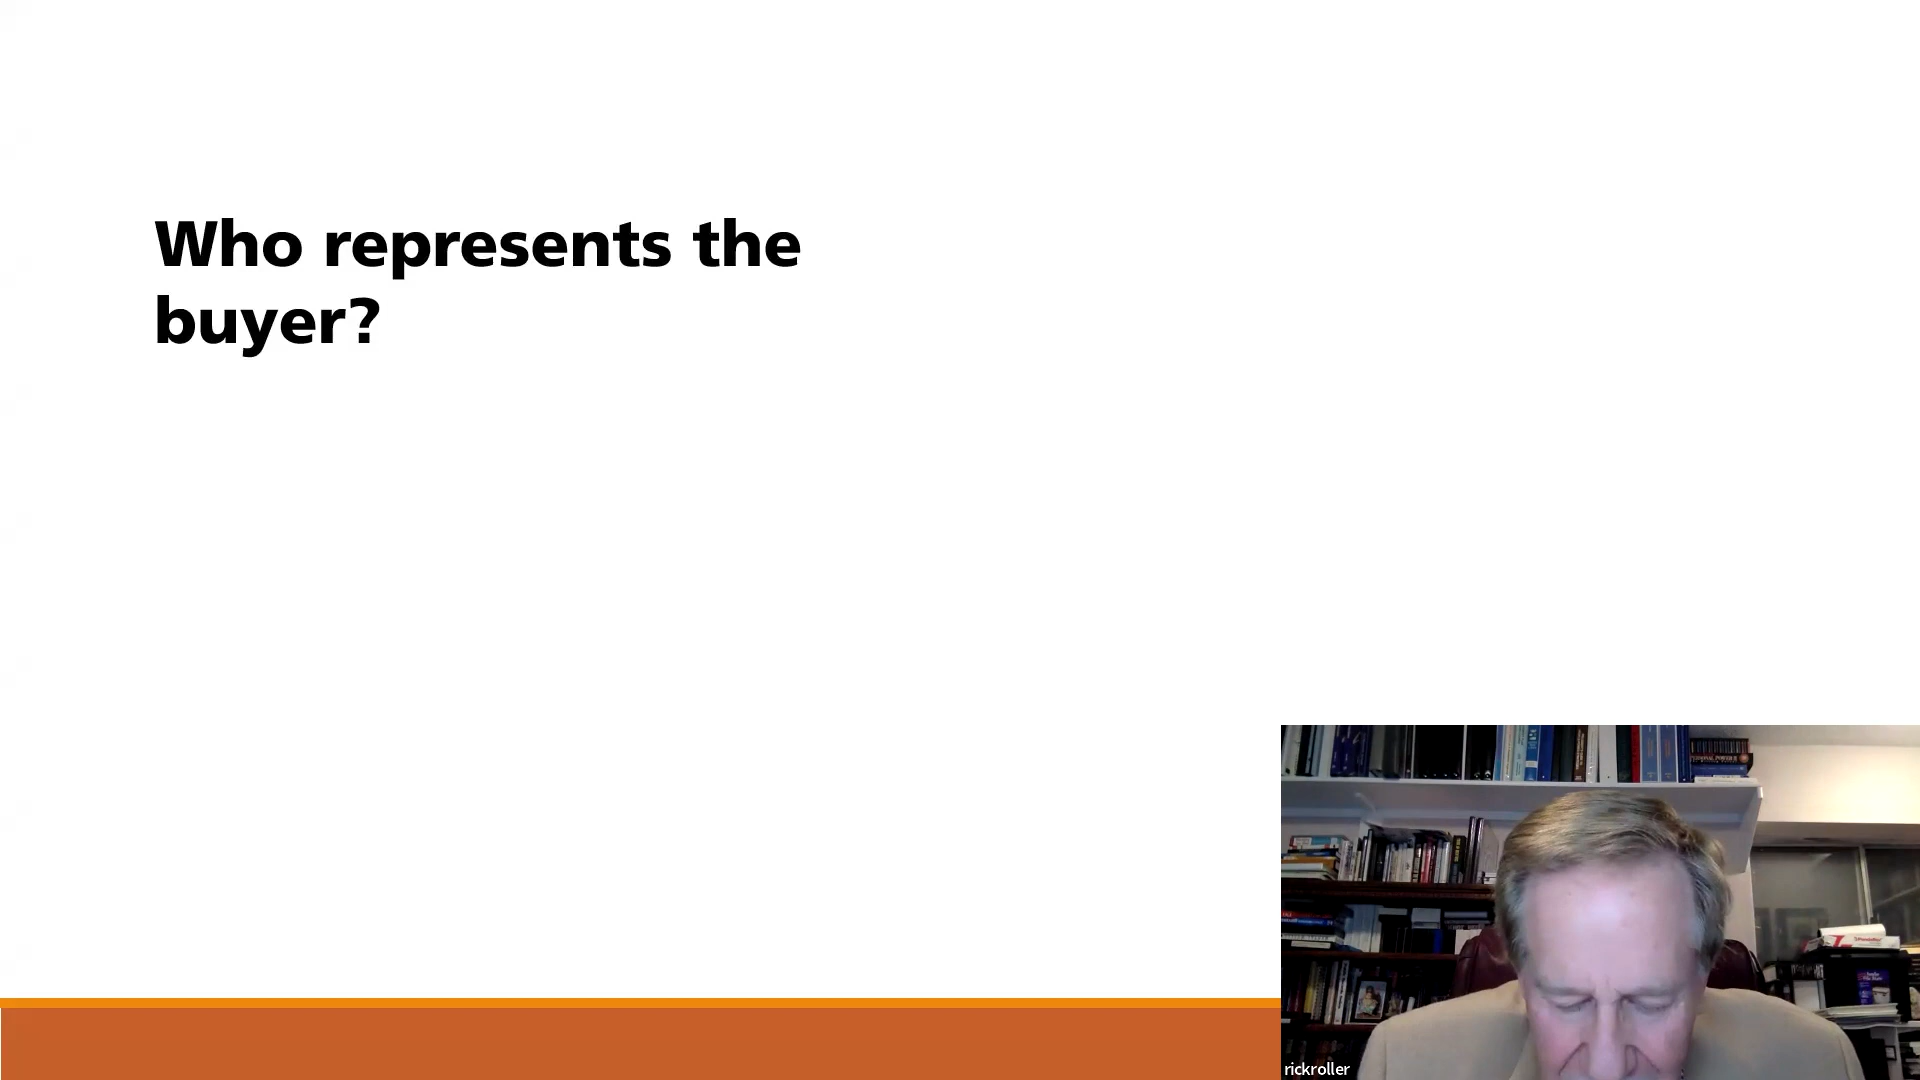 Who represents the
buyer?
rickroller